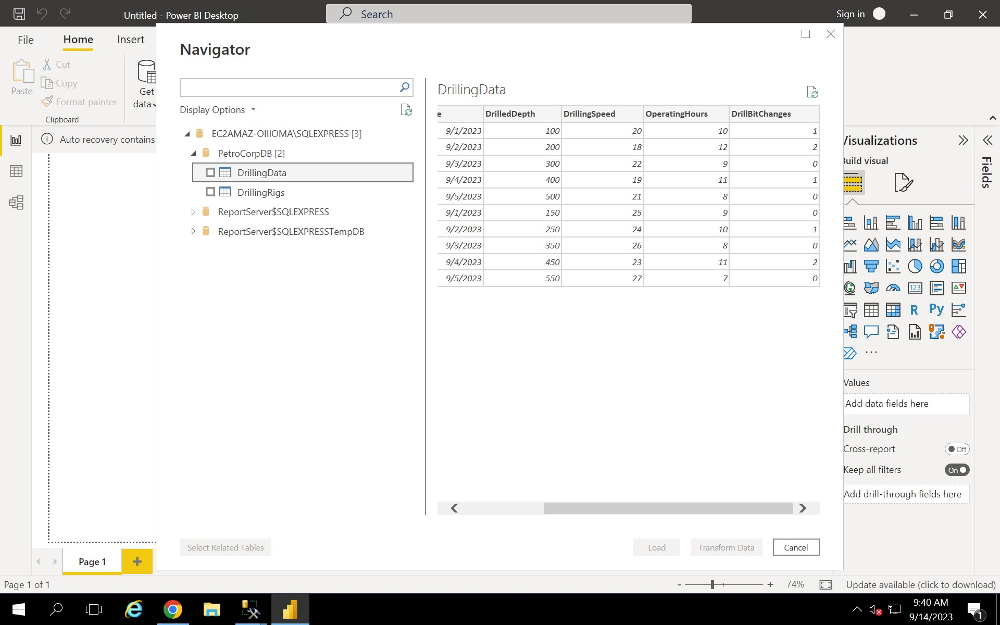 Untitled - Power BI Desktop
Search
Sign in
File
Home
Insert
Paste
Cut
Copy
Format painter
Clipboard
Get
data
Auto recovery contains
Navigator
Display Options
EC2AMAZ-OIIIOMA\SQLEXPRESS [3]
PetroCorpDB [2]
DrillingData
DrillingRigs
ReportServer$SQLEXPRESS
ReportServer$SQLEXPRESSTempDB
DrillingData
e DrilledDepth DrillingSpeed OperatingHours DrillBitChanges
9/1/2023 100 20 10 1
9/2/2023 200 18 12 2
9/3/2023 300 22 9 0
9/4/2023 400 19 11 1
9/5/2023 500 21 8 0
9/1/2023 150 25 9 0
9/2/2023 250 24 10 1
9/3/2023 350 26 8 0
9/4/2023 450 23 11 2
9/5/2023 550 27 7 0
Select Related Tables
Load
Transform Data
Cancel
Visualizations
Build visual
Fields
123
R
Py
Values
Add data fields here
Drill through
Cross-report
Off
Keep all filters
On
Add drill-through fields here
Page 1
Page 1 of 1
- + 74%
Update available (click to download)
9:40 AM
9/14/2023
1